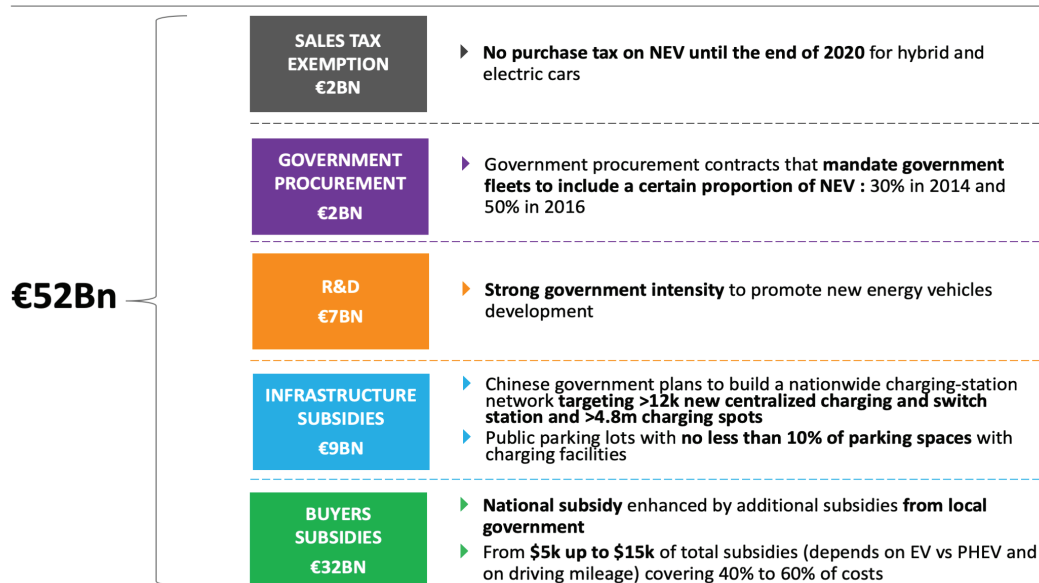 €52Bn
SALES TAX
EXEMPTION
€2BN
No purchase tax on NEV until the end of 2020 for hybrid and
electric cars
GOVERNMENT
PROCUREMENT
€2BN
Government procurement contracts that mandate government
fleets to include a certain proportion of NEV : 30% in 2014 and
50% in 2016
R&D
€7BN
Strong government intensity to promote new energy vehicles
development
INFRASTRUCTURE
SUBSIDIES
€9BN
Chinese government plans to build a nationwide charging-station
network targeting >12k new centralized charging and switch
station and >4.8m charging spots
Public parking lots with no less than 10% of parking spaces with
charging facilities
BUYERS
SUBSIDIES
€32BN
National subsidy enhanced by additional subsidies from local
government
From $5k up to $15k of total subsidies (depends on EV vs PHEV and
on driving mileage) covering 40% to 60% of costs